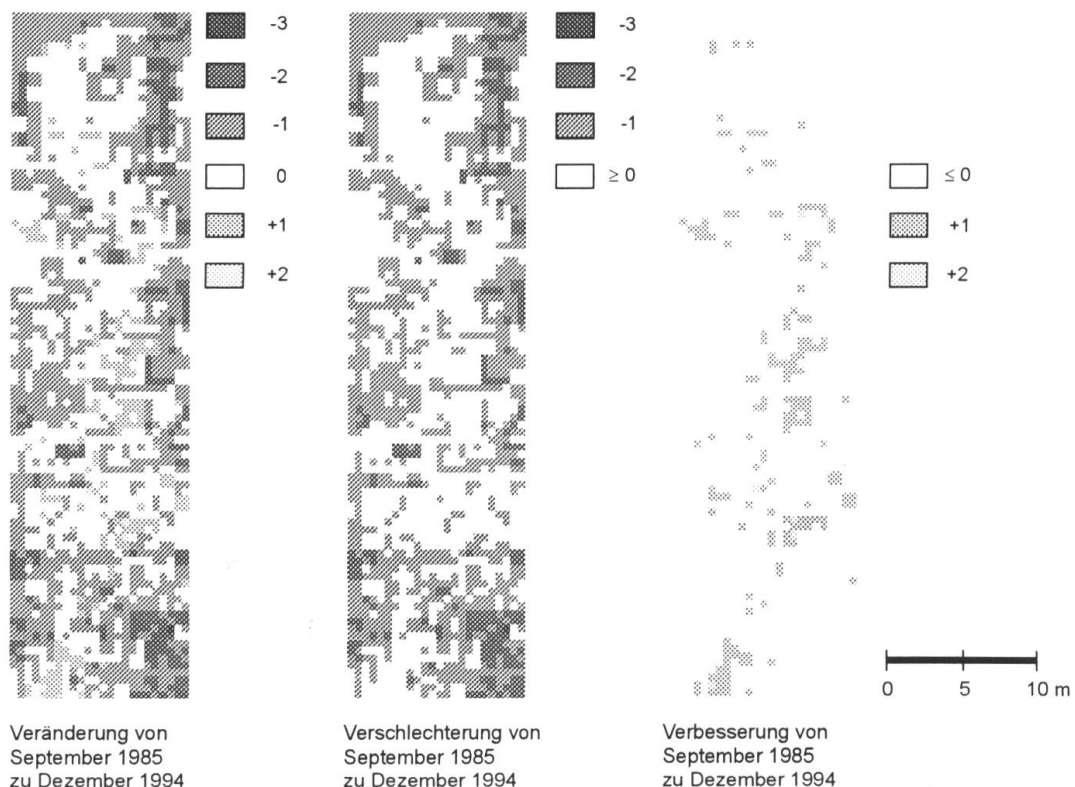 -3
-2
-1
0
+1
+2
-3
-2
-1
≥ 0
≤ 0
+1
+2
0 5 10 m
Veränderung von
September 1985
zu Dezember 1994
Verschlechterung von
September 1985
zu Dezember 1994
Verbesserung von
September 1985
zu Dezember 1994